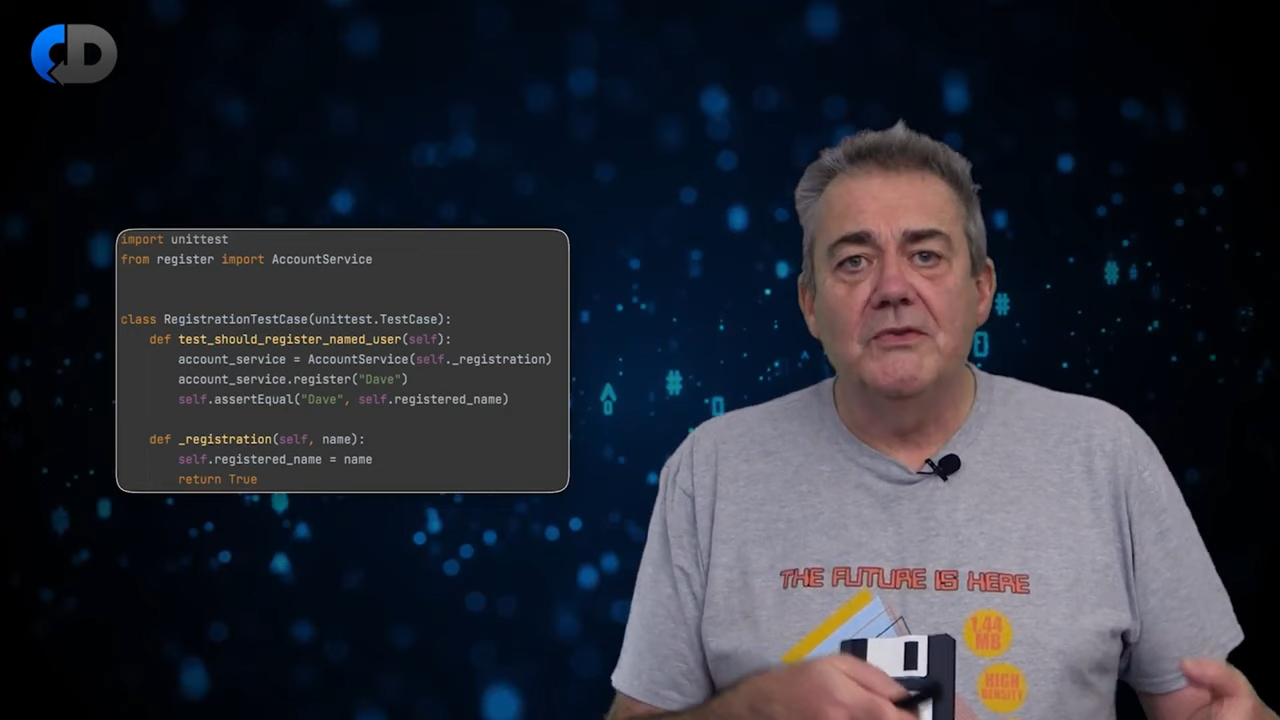 CD
import unittest
from register import AccountService
class RegistrationTestCase(unittest.TestCase):
def test_should_register_named_user(self):
account_service = AccountService(self._registration)
account_service.register("Dave")
self.assertEqual("Dave", self.registered_name)
def _registration(self, name):
self.registered_name = name
return True
THE FUTURE IS HERE
1,44
MB
HIGH
DENSITY